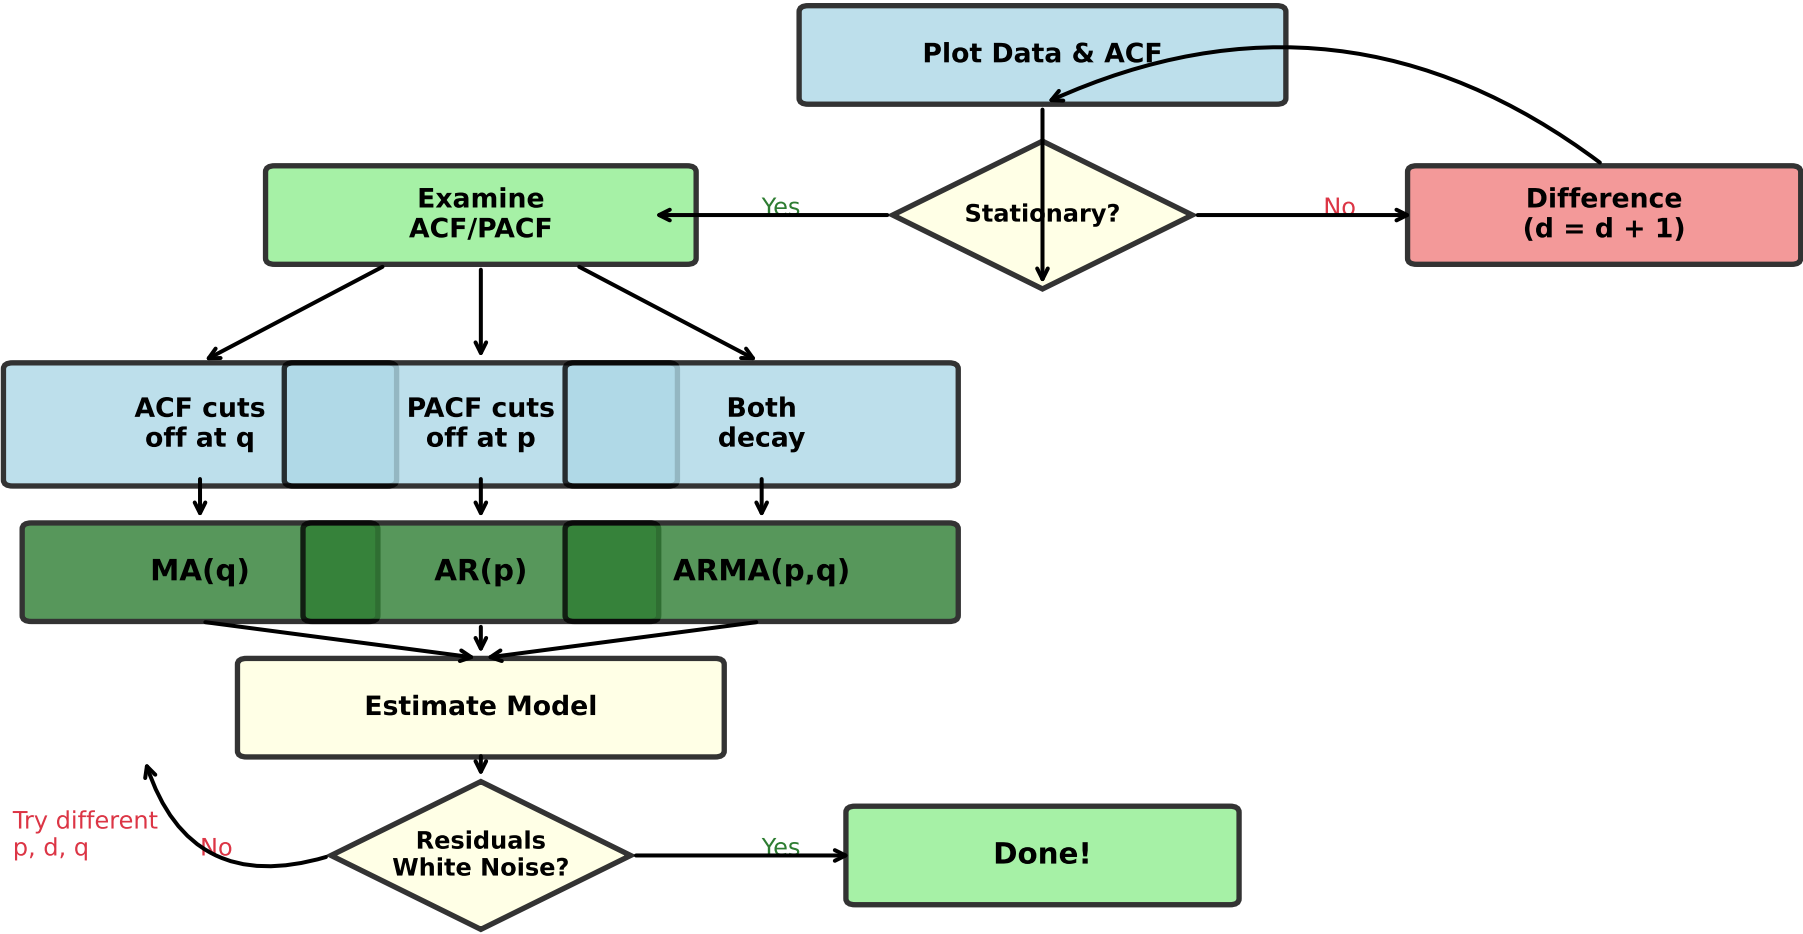 Plot Data & ACF
Stationary?
Yes
No
Examine
ACF/PACF
Difference
(d = d + 1)
ACF cuts
off at q
PACF cuts
off at p
Both
decay
MA(q)
AR(p)
ARMA(p,q)
Estimate Model
Residuals
White Noise?
No
Try different
p, d, q
Yes
Done!